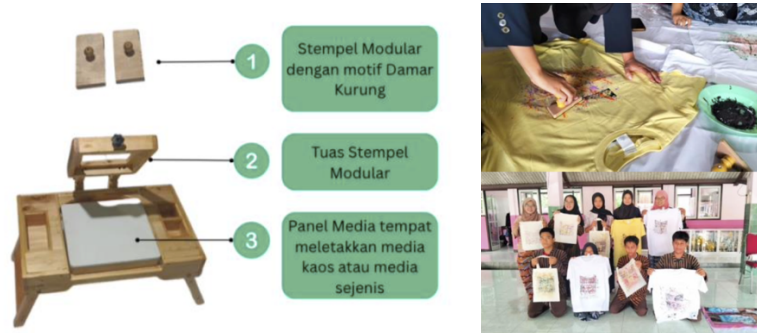 1
Stempel Modular
dengan motif Damar
Kurung
2
Tuas Stempel
Modular
3
Panel Media tempat
meletakkan media
kaos atau media
sejenis